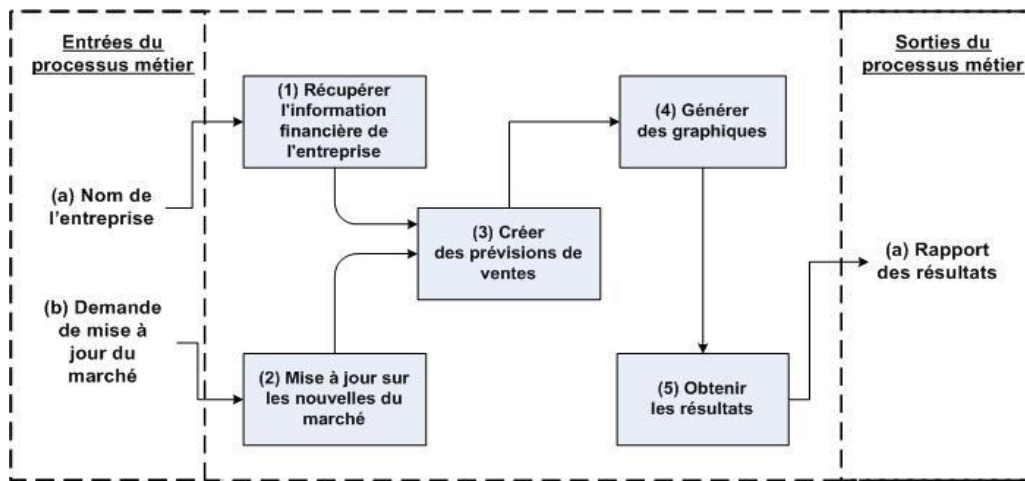 Entrées du
processus métier
(a) Nom de
l'entreprise
(b) Demande
de mise à
jour du
marché
(1) Récupérer
l'information
financière de
l'entreprise
(2) Mise à jour sur
les nouvelles du
marché
(3) Créer
des prévisions de
ventes
(4) Générer
des graphiques
(5) Obtenir
les résultats
Sorties du
processus métier
(a) Rapport
des résultats